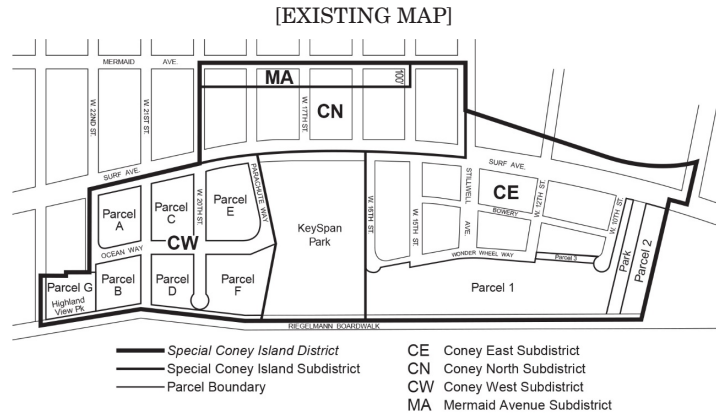 [EXISTING MAP]
MERMAID AVE.
MA
100'
CN
W. 22ND ST.
W. 21ST ST.
W. 17TH ST.
SURF AVE.
SURF AVE.
Parcel A
Parcel C
W. 20TH ST.
Parcel E
PARACHUTE WAY
KeySpan Park
W. 16TH ST.
W. 15TH ST.
STILLWELL AVE.
CE
BOWERY
W. 12TH ST.
W. 10TH ST.
CW
OCEAN WAY
WONDER WHEEL WAY
Parcel 3
Park
Parcel 2
Parcel G
Highland View Pk
Parcel B
Parcel D
Parcel F
Parcel 1
RIEGELMANN BOARDWALK
Special Coney Island District
Special Coney Island Subdistrict
Parcel Boundary
CE Coney East Subdistrict
CN Coney North Subdistrict
CW Coney West Subdistrict
MA Mermaid Avenue Subdistrict